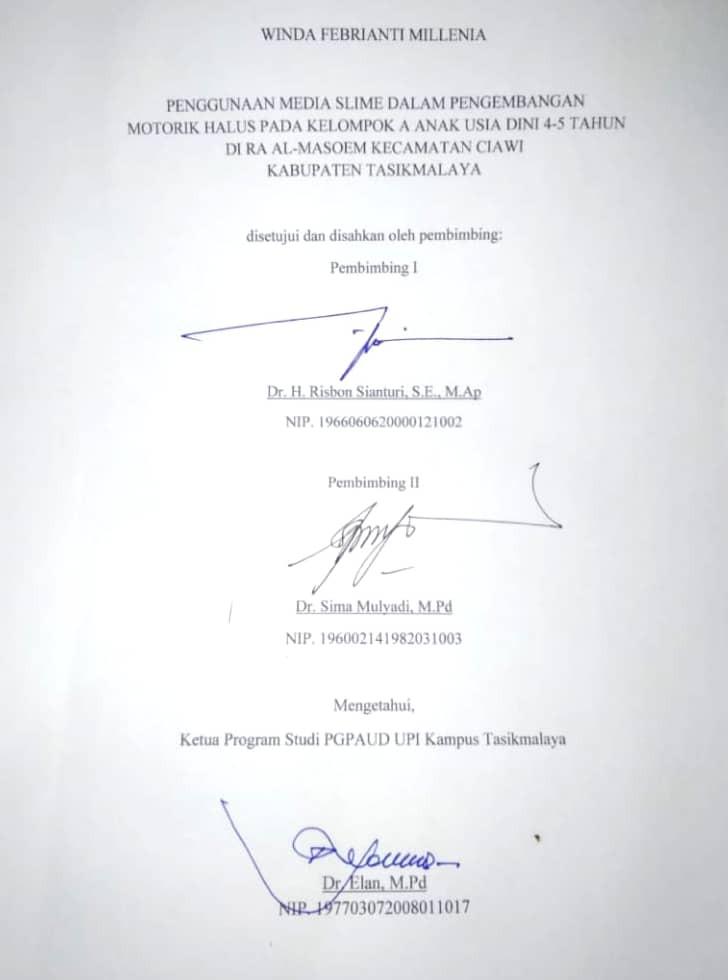 WINDA FEBRIANTI MILLENIA
PENGGUNAAN MEDIA SLIME DALAM PENGEMBANGAN
MOTORIK HALUS PADA KELOMPOK A ANAK USIA DINI 4-5 TAHUN
DI RA AL-MASOEM KECAMATAN CIAWI
KABUPATEN TASIKMALAYA
disetujui dan disahkan oleh pembimbing:
Pembimbing I
Dr. H. Risbon Sianturi, S.E., M.Ap
NIP. 1966060620000121002
Pembimbing II
Dr. Sima Mulyadi, M.Pd
NIP. 196002141982031003
Mengetahui,
Ketua Program Studi PGPAUD UPI Kampus Tasikmalaya
Dr. Elan, M.Pd
NIP. 197703072008011017